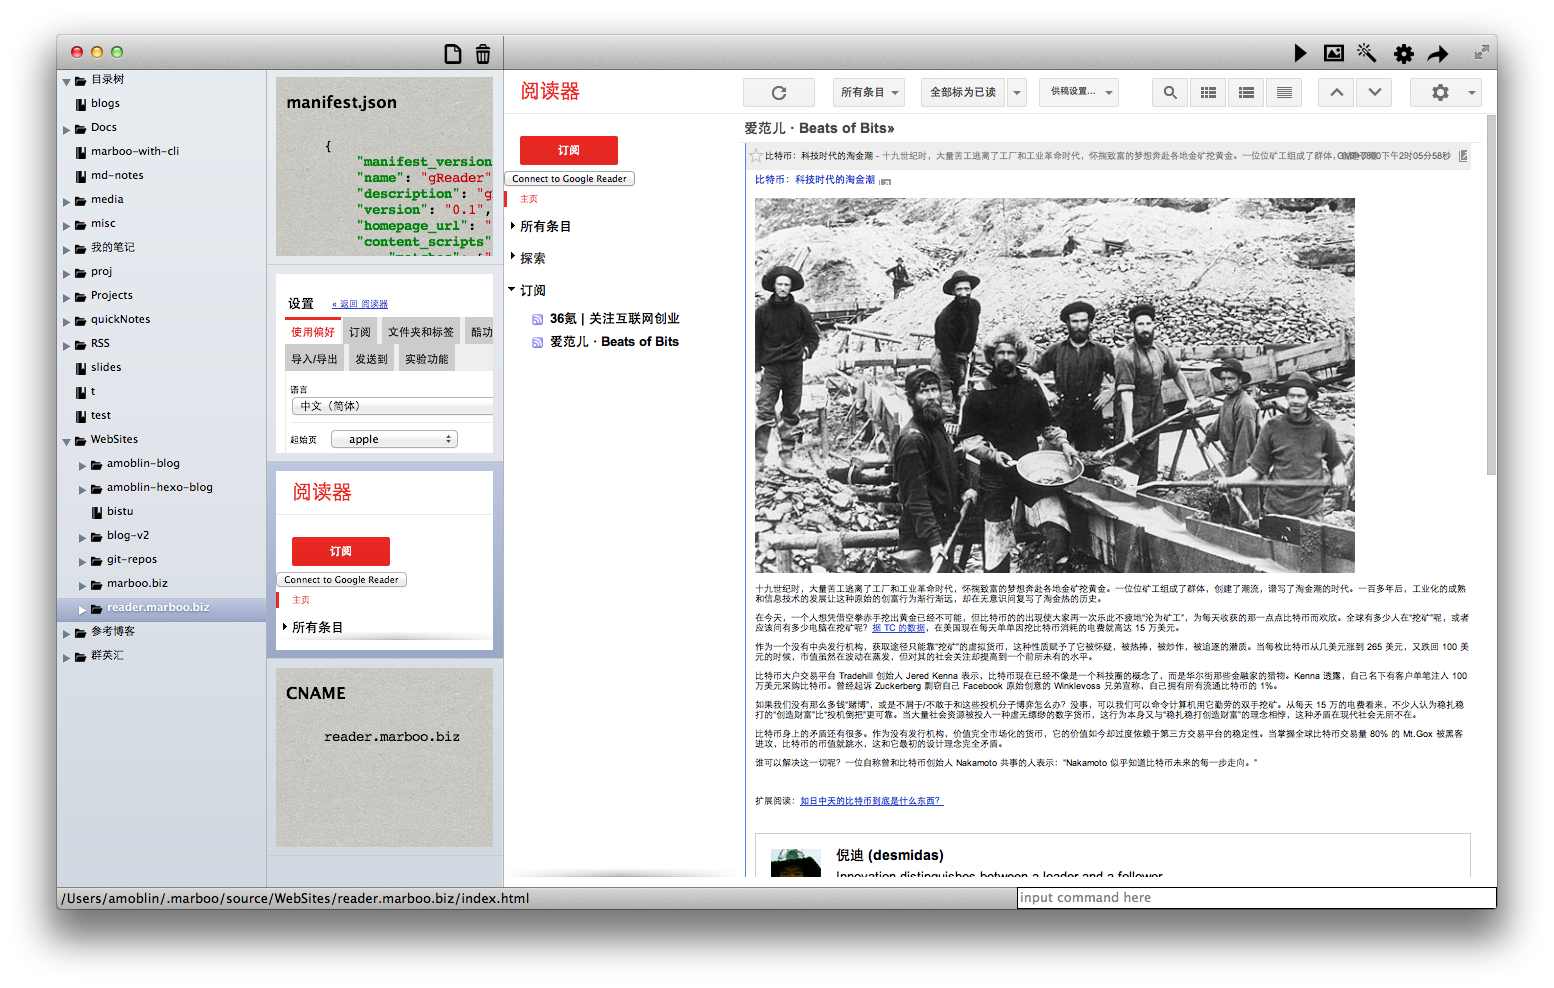 目录树
blogs
Docs
marboo-with-cli
md-notes
media
misc
我的笔记
proj
Projects
quickNotes
RSS
slides
t
test
WebSites
amoblin-blog
amoblin-hexo-blog
bistu
blog-v2
git-repos
marboo.biz
reader.marboo.biz
参考博客
群英汇
manifest.json
{
"manifest_version
"name": "gReader"
"description": "g
"version": "0.1",
"homepage_url": "
"content_scripts"
设置 « 返回 阅读器
使用偏好 订阅 文件夹和标签 酷功
导入/导出 发送到 实验功能
语言
中文（简体）
起始页 apple
阅读器
订阅
Connect to Google Reader
主页
所有条目
CNAME
reader.marboo.biz
阅读器
订阅
Connect to Google Reader
主页
所有条目
探索
订阅
36氪 | 关注互联网创业
爱范儿 · Beats of Bits
所有条目 全部标为已读 供稿设置...
爱范儿 · Beats of Bits»
比特币：科技时代的淘金潮 - 十九世纪时，大量苦工逃离了工厂和工业革命时代，怀揣致富的梦想奔赴各地金矿挖黄金。一位位矿工组成了群体，
下午2时05分58秒
比特币：科技时代的淘金潮
十九世纪时，大量苦工逃离了工厂和工业革命时代，怀揣致富的梦想奔赴各地金矿挖黄金。一位位矿工组成了群体，创建了潮流，谱写了淘金潮的时代。一百多年后，工业化的成熟
和信息技术的发展让这种原始的创富行为渐行渐远，却在无意识间复写了淘金热的历史。
在今天，一个人想凭借空拳赤手挖出黄金已经不可能，但比特币的的出现使大家再一次乐此不疲地“沦为矿工”，为每天收获的那一点点比特币而欢欣。全球有多少人在“挖矿”呢，或者
应该问有多少电脑在挖矿呢？据 TC 的数据，在美国现在每天单单因挖比特币消耗的电费就高达 15 万美元。
作为一个没有中央发行机构，获取途径只能靠“挖矿”的虚拟货币，这种性质赋予了它被怀疑，被热捧，被炒作，被追逐的潜质。当每枚比特币从几美元涨到 265 美元，又跌回 100 美
元的时候，市值虽然在波动在蒸发，但对其的社会关注却提高到一个前所未有的水平。
比特币大户交易平台 Tradehill 创始人 Jered Kenna 表示，比特币现在已经不像是一个科技圈的概念了，而是华尔街那些金融家的猎物。Kenna 透露，自己名下有客户单笔注入 100
万美元采购比特币。曾经起诉 Zuckerberg 剽窃自己 Facebook 原始创意的 Winklevoss 兄弟宣称，自己拥有所有流通比特币的 1%。
如果我们没有那么多钱“赌博”，或是不屑于/不敢于和这些投机分子博弈怎么办？没事，可以我们可以命令计算机用它勤劳的双手挖矿。从每天 15 万的电费看来，不少人认为稳扎稳
打的“创造财富”比“投机倒把”更可靠。当大量社会资源被投入一种虚无缥缈的数字货币，这行为本身又与“稳扎稳打创造财富”的理念相悖，这种矛盾在现代社会无所不在。
比特币身上的矛盾还有很多。作为没有发行机构，价值完全市场化的货币，它的价值如今却过度依赖于第三方交易平台的稳定性。当掌握全球比特币交易量 80% 的 Mt.Gox 被黑客
进攻，比特币的币值就跳水，这和它最初的设计理念完全矛盾。
谁可以解决这一切呢？一位自称曾和比特币创始人 Nakamoto 共事的人表示：“Nakamoto 似乎知道比特币未来的每一步走向。”
扩展阅读：如日中天的比特币到底是什么东西？
倪迪 (desmidas)
Innovation distinguishes between a leader and a follower
/Users/amoblin/.marboo/source/WebSites/reader.marboo.biz/index.html
input command here